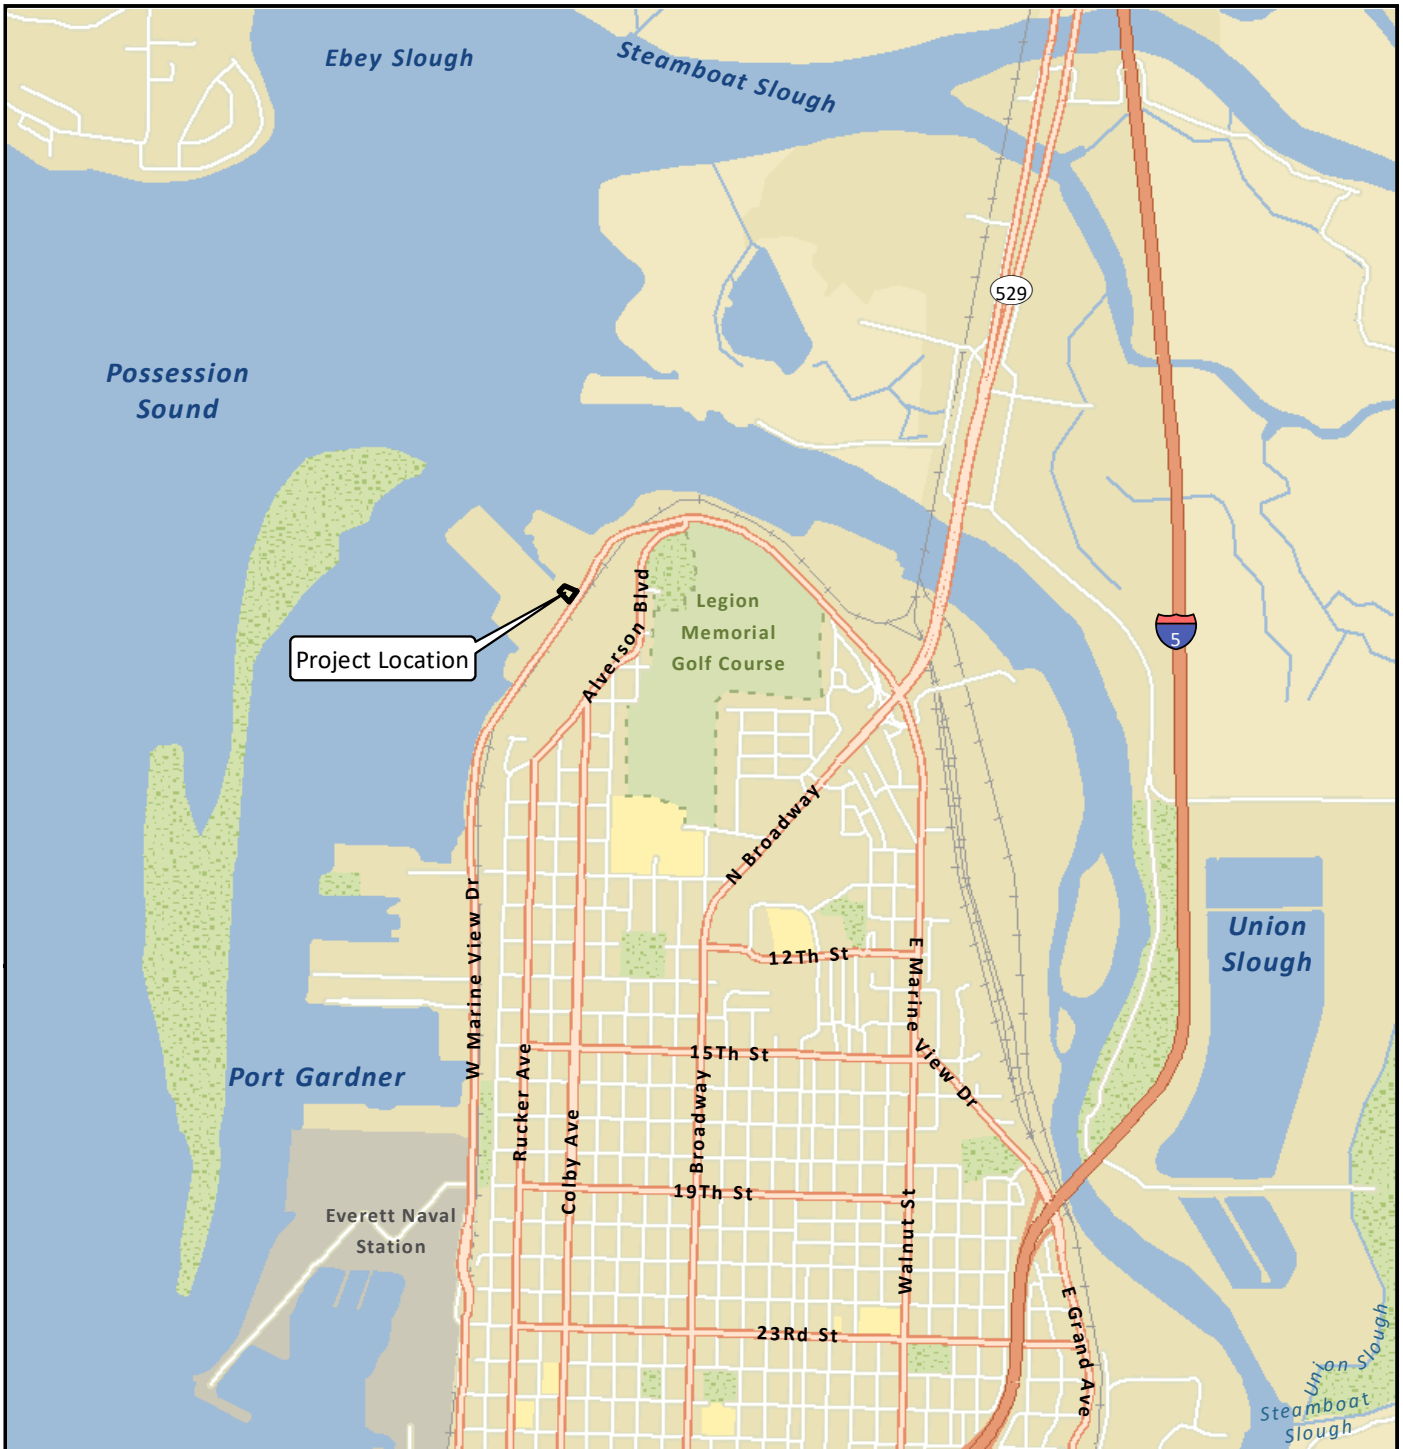 Ebey Slough
Steamboat Slough
529
Possession
Sound
Alverson Blvd
Legion
Memorial
Golf Course
5
Project Location
N Broadway
W Marine View Dr
12Th St
E Marine View Dr
Union
Slough
15Th St
Rucker Ave
Port Gardner
Colby Ave
Broadway
19Th St
Walnut St
Everett Naval
Station
23Rd St
E Grand Ave
Union Slough
Steamboat
Slough